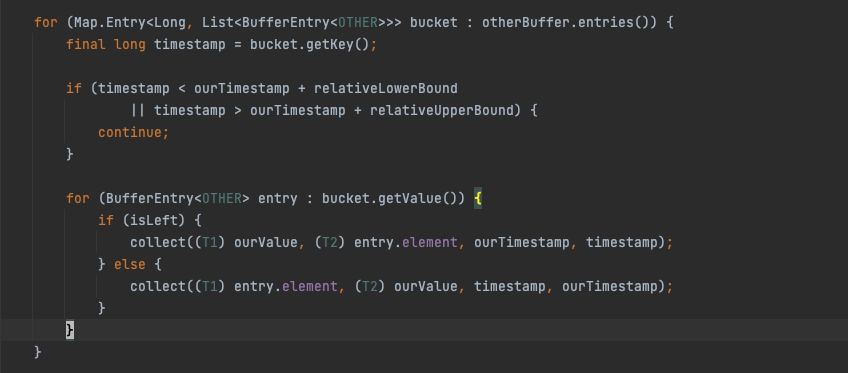 for (Map.Entry<Long, List<BufferEntry<OTHER>>> bucket : otherBuffer.entries()) {
    final long timestamp = bucket.getKey();

    if (timestamp < ourTimestamp + relativeLowerBound
            || timestamp > ourTimestamp + relativeUpperBound) {
        continue;
    }

    for (BufferEntry<OTHER> entry : bucket.getValue()) {
        if (isLeft) {
            collect((T1) ourValue, (T2) entry.element, ourTimestamp, timestamp);
        } else {
            collect((T1) entry.element, (T2) ourValue, timestamp, ourTimestamp);
        }
    }
}